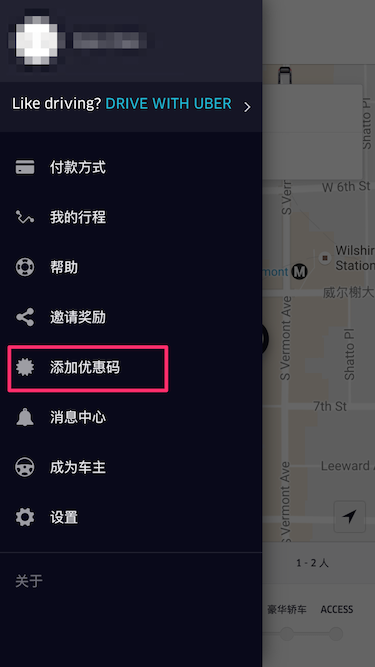 Like driving? DRIVE WITH UBER
付款方式
我的行程
帮助
邀请奖励
添加优惠码
消息中心
成为车主
设置
关于
Shatto Pl
W 6th St
S Verm
Wilshi
Station
mont
M
威尔榭大
S Vermont Ave
Shatto Pl
7th St
Leeward A
S Vermont Ave
1 - 2 人
豪华轿车
ACCESS